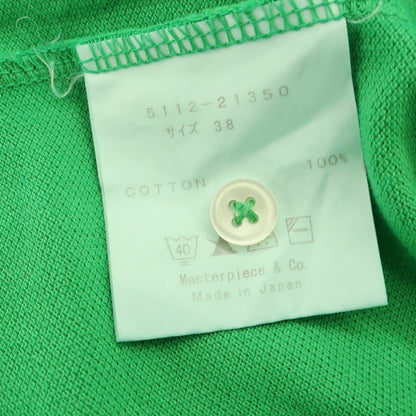 5112-21350
サイズ 38
COTTON 100%
40
Masterpiece & Co.
Made in Japan